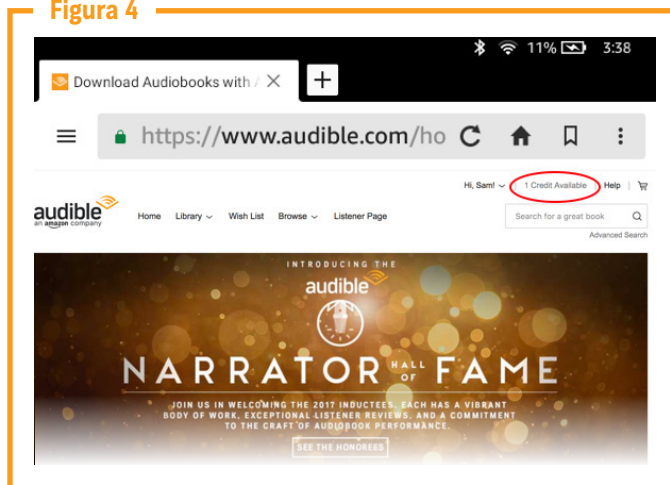 Figura 4
11% 3:38
Download Audiobooks with A
https://www.audible.com/ho
Hi, Sam! | 1 Credit Available | Help |
audible
an amazon company
Home Library Wish List Browse Listener Page
Search for a great book
Advanced Search
INTRODUCING THE
audible
NARRATOR HALL OF FAME
JOIN US IN WELCOMING THE 2017 INDUCTEES. EACH HAS A VIBRANT
BODY OF WORK, EXCEPTIONAL LISTENER REVIEWS, AND A COMMITMENT
TO THE CRAFT OF AUDIOBOOK PERFORMANCE.
SEE THE HONOREES